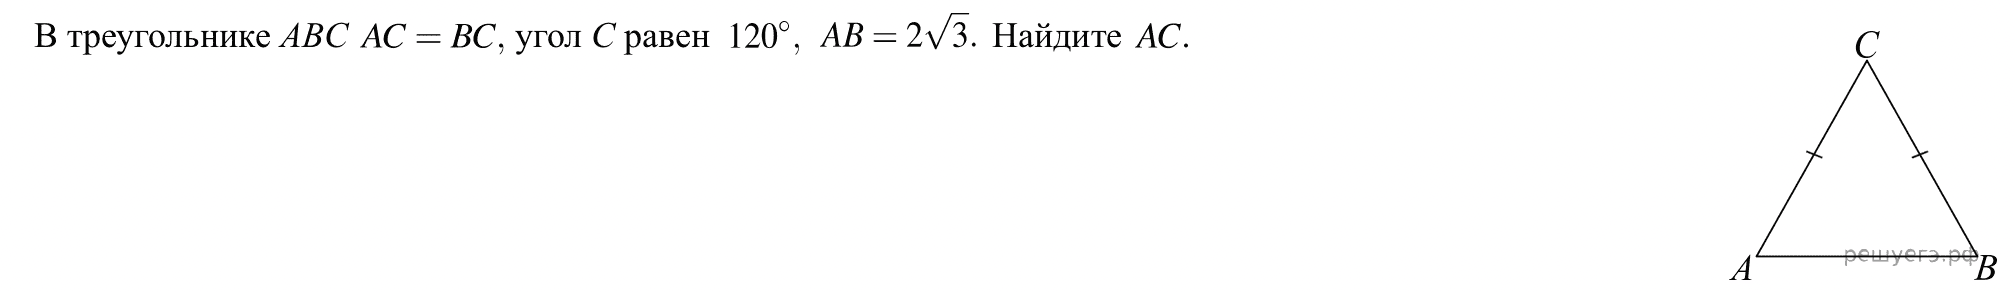 В треугольнике ABC AC = BC, угол C равен 120°, AB = 2√3. Найдите AC.
C
решуегэ.рф
A
B